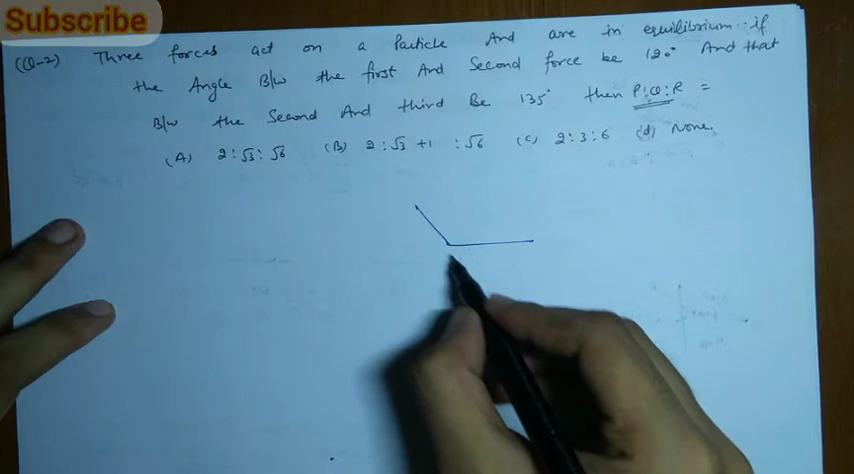 Subscribe
(Q-2) Three forces act on a Particle And are in equilibrium if
the Angle B/w the first And Second force be 120° And that
B/w the Second And third Be 135° then P:Q:R =
(A) 2:√3:√6 (B) 2:√3+1:√6 (C) 2:3:6 (d) None.